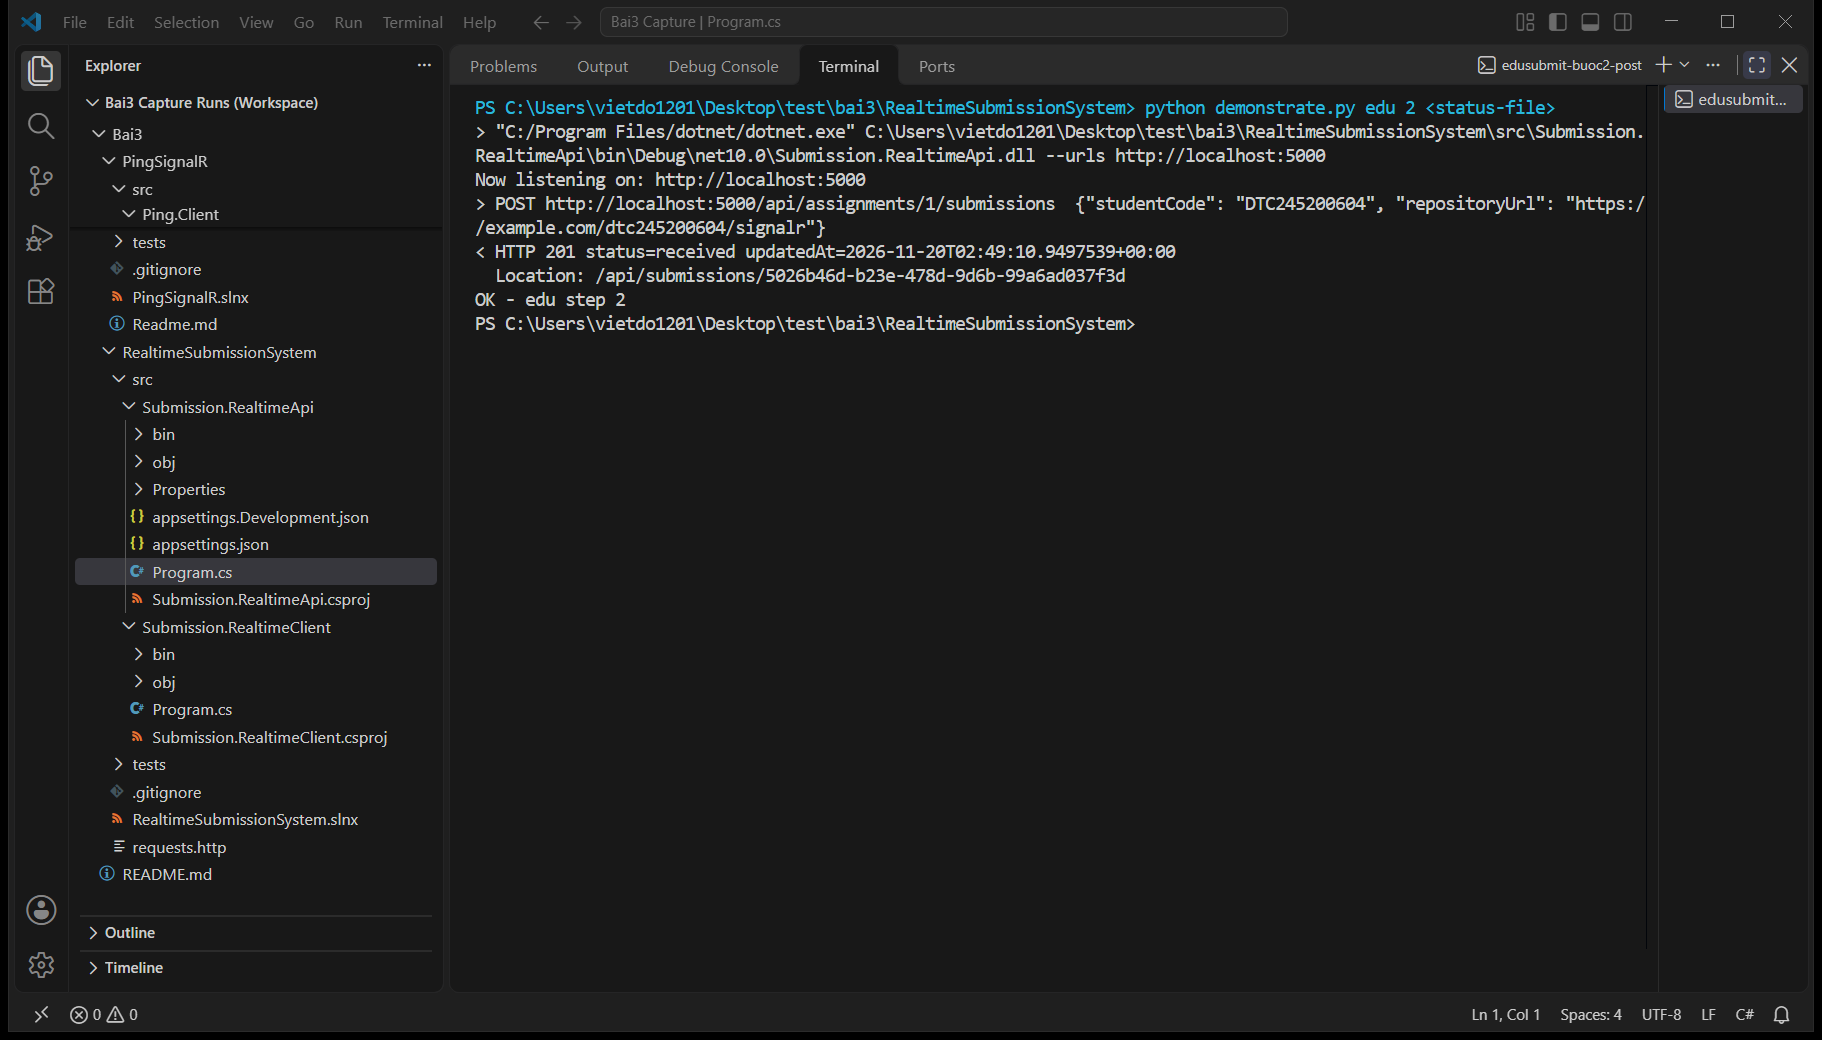 File Edit Selection View Go Run Terminal Help
Bai3 Capture | Program.cs
Explorer
Bai3 Capture Runs (Workspace)
Bai3
PingSignalR
src
Ping.Client
tests
.gitignore
PingSignalR.slnx
Readme.md
RealtimeSubmissionSystem
src
Submission.RealtimeApi
bin
obj
Properties
appsettings.Development.json
appsettings.json
Program.cs
Submission.RealtimeApi.csproj
Submission.RealtimeClient
bin
obj
Program.cs
Submission.RealtimeClient.csproj
tests
.gitignore
RealtimeSubmissionSystem.slnx
requests.http
README.md
Outline
Timeline
Problems Output Debug Console Terminal Ports
edusubmit-buoc2-post
edusubmit...
PS C:\Users\vietdo1201\Desktop\test\bai3\RealtimeSubmissionSystem> python demonstrate.py edu 2 <status-file>
> "C:/Program Files/dotnet/dotnet.exe" C:\Users\vietdo1201\Desktop\test\bai3\RealtimeSubmissionSystem\src\Submission.
RealtimeApi\bin\Debug\net10.0\Submission.RealtimeApi.dll --urls http://localhost:5000
Now listening on: http://localhost:5000
> POST http://localhost:5000/api/assignments/1/submissions  {"studentCode": "DTC245200604", "repositoryUrl": "https:/
/example.com/dtc245200604/signalr"}
< HTTP 201 status=received updatedAt=2026-11-20T02:49:10.9497539+00:00
Location: /api/submissions/5026b46d-b23e-478d-9d6b-99a6ad037f3d
OK - edu step 2
PS C:\Users\vietdo1201\Desktop\test\bai3\RealtimeSubmissionSystem>
0 0
Ln 1, Col 1 Spaces: 4 UTF-8 LF C#